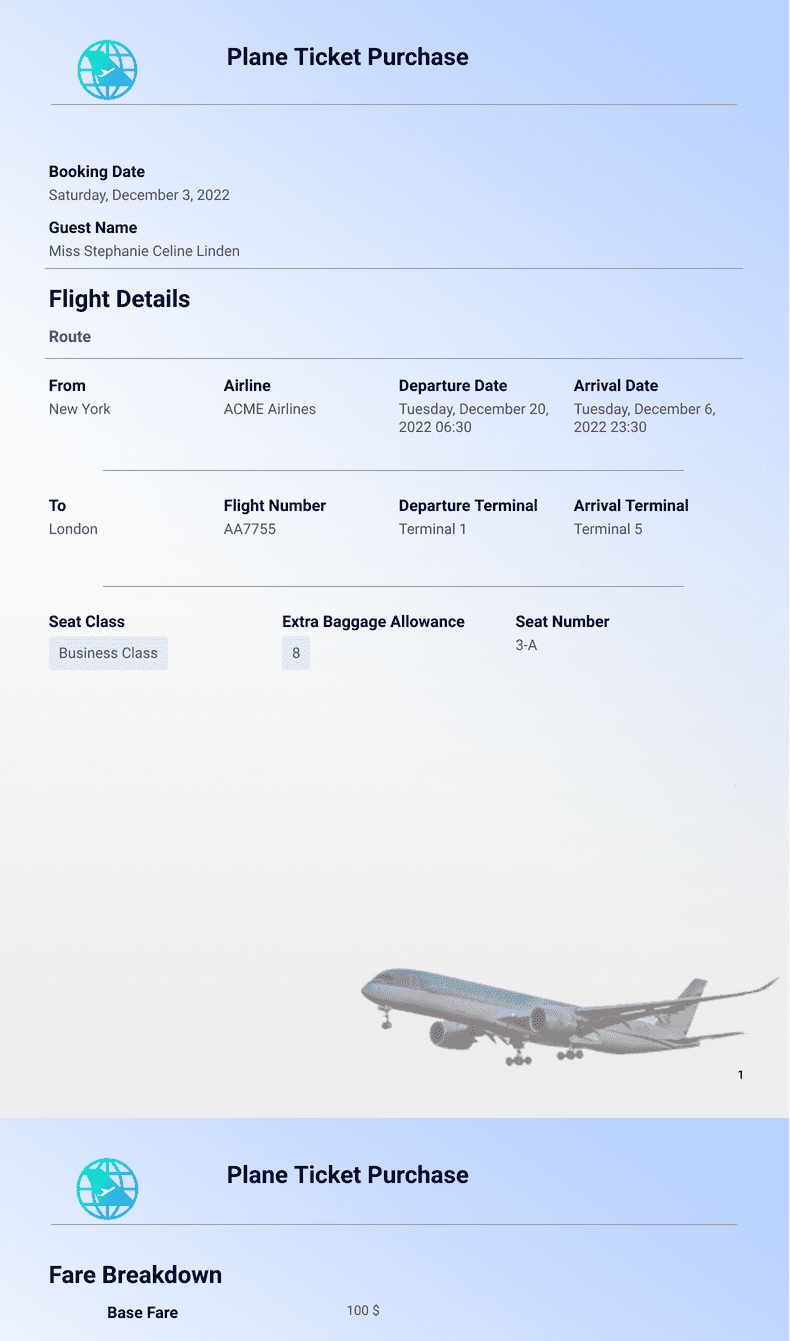 Plane Ticket Purchase
Booking Date
Saturday, December 3, 2022
Guest Name
Miss Stephanie Celine Linden
Flight Details
Route
From
New York
Airline
ACME Airlines
Departure Date
Tuesday, December 20,
2022 06:30
Arrival Date
Tuesday, December 6,
2022 23:30
To
London
Flight Number
AA7755
Departure Terminal
Terminal 1
Arrival Terminal
Terminal 5
Seat Class
Business Class
Extra Baggage Allowance
8
Seat Number
3-A
1
Plane Ticket Purchase
Fare Breakdown
Base Fare
100 $